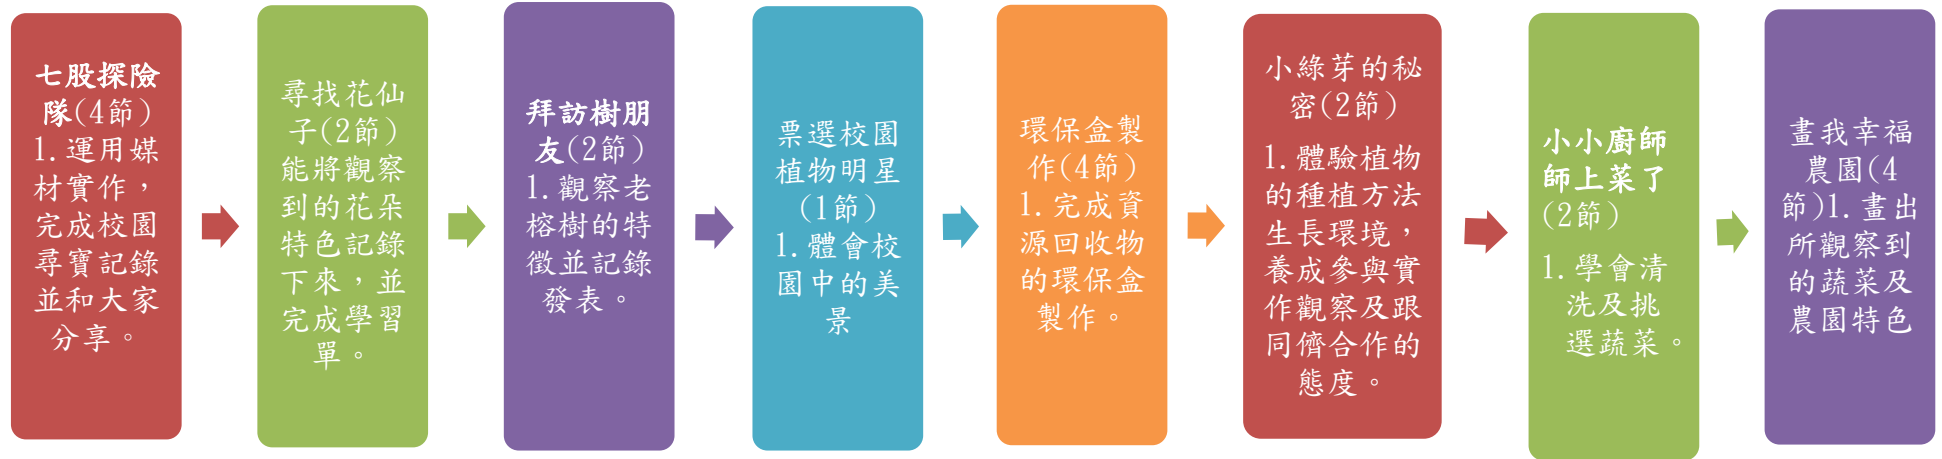 七股探險
隊(4節)
1.運用媒
材實作，
完成校園
尋寶記錄
並和大家
分享。
尋找花仙
子(2節)
能將觀察
到的花朵
特色記錄
下來，並
完成學習
單。
拜訪樹朋
友(2節)
1.觀察老
榕樹的特
徵並記錄
發表。
票選校園
植物明星
(1節)
1.體會校
園中的美
景
環保盒製
作(4節)
1.完成資
源回收物
的環保盒
製作。
小綠芽的秘
密(2節)
1.體驗植物
的種植方法
生長環境，
養成參與實
作觀察及跟
同儕合作的
態度。
小小廚師
師上菜了
(2節)
1.學會清
洗及挑
選蔬菜。
畫我幸福
農園(4
節)1.畫出
所觀察到
的蔬菜及
農園特色